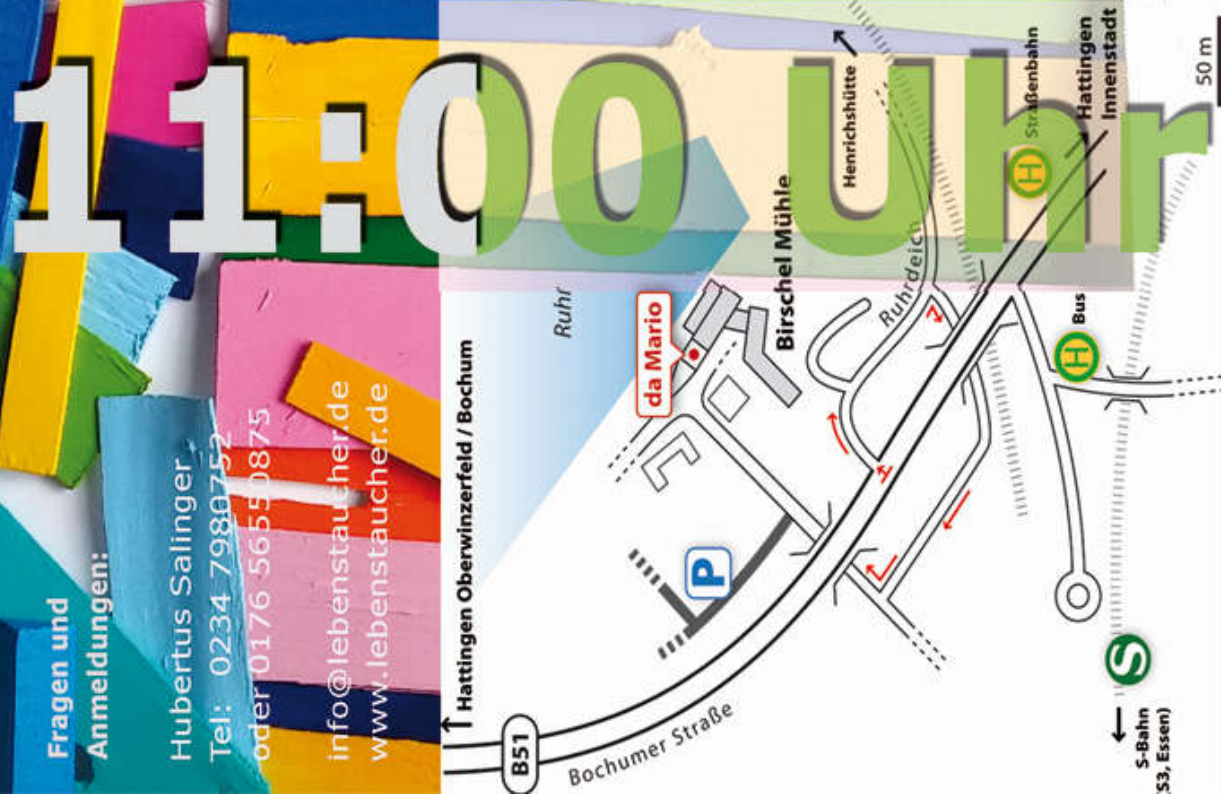 11:00 Uhr
Fragen und
Anmeldungen:
Hubertus Salinger
Tel: 0234 7980752
oder 0176 56550875
info@lebenstaucher.de
www.lebenstaucher.de
Hattingen Oberwinzerfeld / Bochum
B51
Bochumer Straße
Ruhr
da Mario
Birschel Mühle
P
Henrichshütte
Ruhrdeich
H
Straßenbahn
Hattingen
Innenstadt
H
Bus
50 m
S
S-Bahn
(S3, Essen)